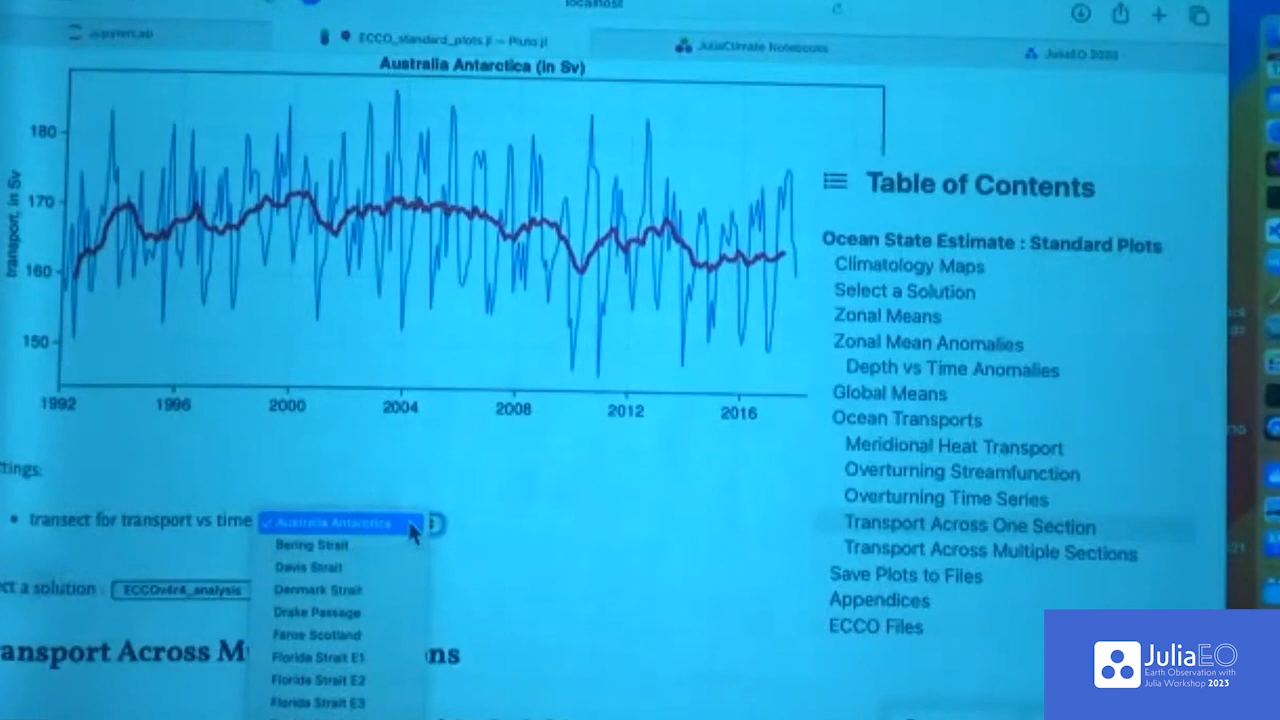 localhost
JupyterLab
ECCO_standard_plots.jl — Pluto.jl
JuliaClimate Notebooks
JuliaEO 2023
Australia Antarctica (in Sv)
180
170
160
150
transport, in Sv
1992 1996 2000 2004 2008 2012 2016
Table of Contents
Ocean State Estimate : Standard Plots
Climatology Maps
Select a Solution
Zonal Means
Zonal Mean Anomalies
Depth vs Time Anomalies
Global Means
Ocean Transports
Meridional Heat Transport
Overturning Streamfunction
Overturning Time Series
Transport Across One Section
Transport Across Multiple Sections
Save Plots to Files
Appendices
ECCO Files
ttings:
• transect for transport vs time
✓ Australia Antarctica
Bering Strait
Davis Strait
Denmark Strait
Drake Passage
Faroe Scotland
Florida Strait E1
Florida Strait E2
Florida Strait E3
ect a solution : ECCOv4r4_analysis
ansport Across M ns
JuliaEO
Earth Observation with
Julia Workshop 2023